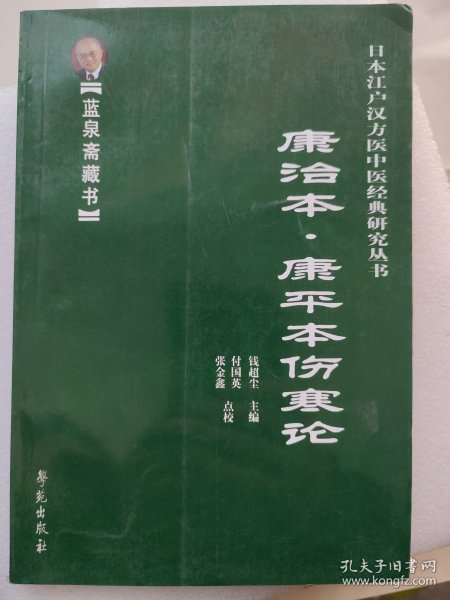 日本江户汉方医中医经典研究丛书
康治本·康平本伤寒论
钱超尘 主编
付国英
张金鑫 点校
【蓝泉斋藏书】
學苑出版社
孔夫子旧书网
www.kongfz.com